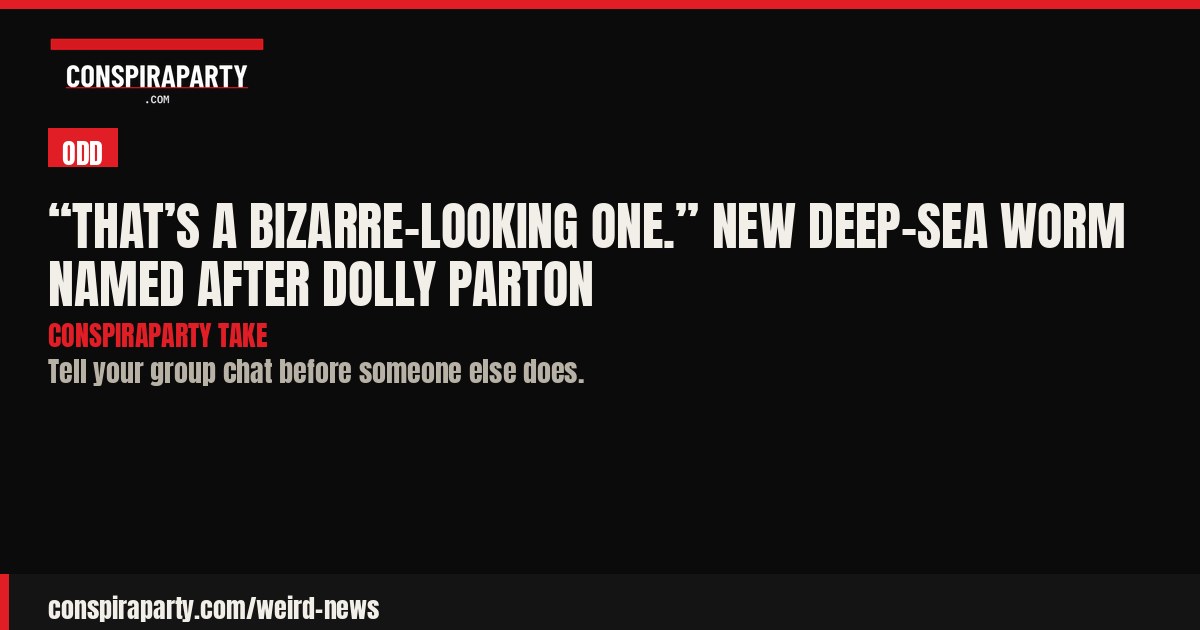 CONSPIRAPARTY
.COM
ODD
“THAT’S A BIZARRE-LOOKING ONE.” NEW DEEP-SEA WORM
NAMED AFTER DOLLY PARTON
CONSPIRAPARTY TAKE
Tell your group chat before someone else does.
conspiraparty.com/weird-news